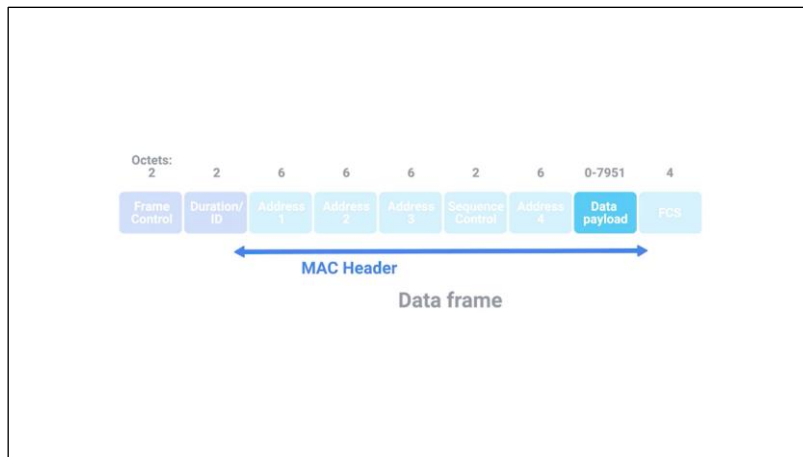 Octets:
2 2 6 6 6 2 6 0-7951 4
Frame Control Duration/ ID Address 1 Address 2 Address 3 Sequence Control Address 4 Data payload FCS
MAC Header
Data frame